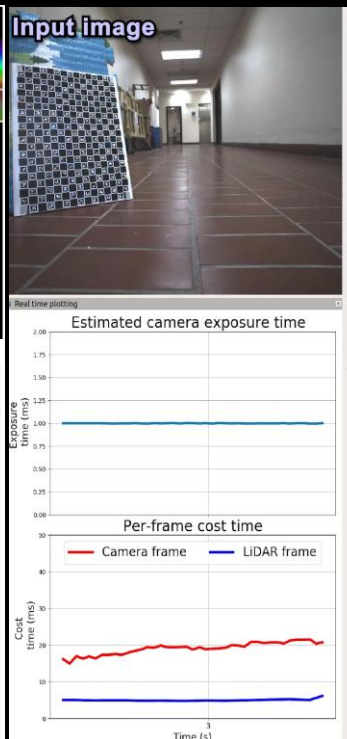 Input image
Real time plotting
Estimated camera exposure time
2.00
1.75
1.50
1.25
1.00
0.75
0.50
0.25
0.00
Exposure
time (ms)
Per-frame cost time
50
40
30
20
10
0
Camera frame
LiDAR frame
Cost
time (ms)
3
Time (s)